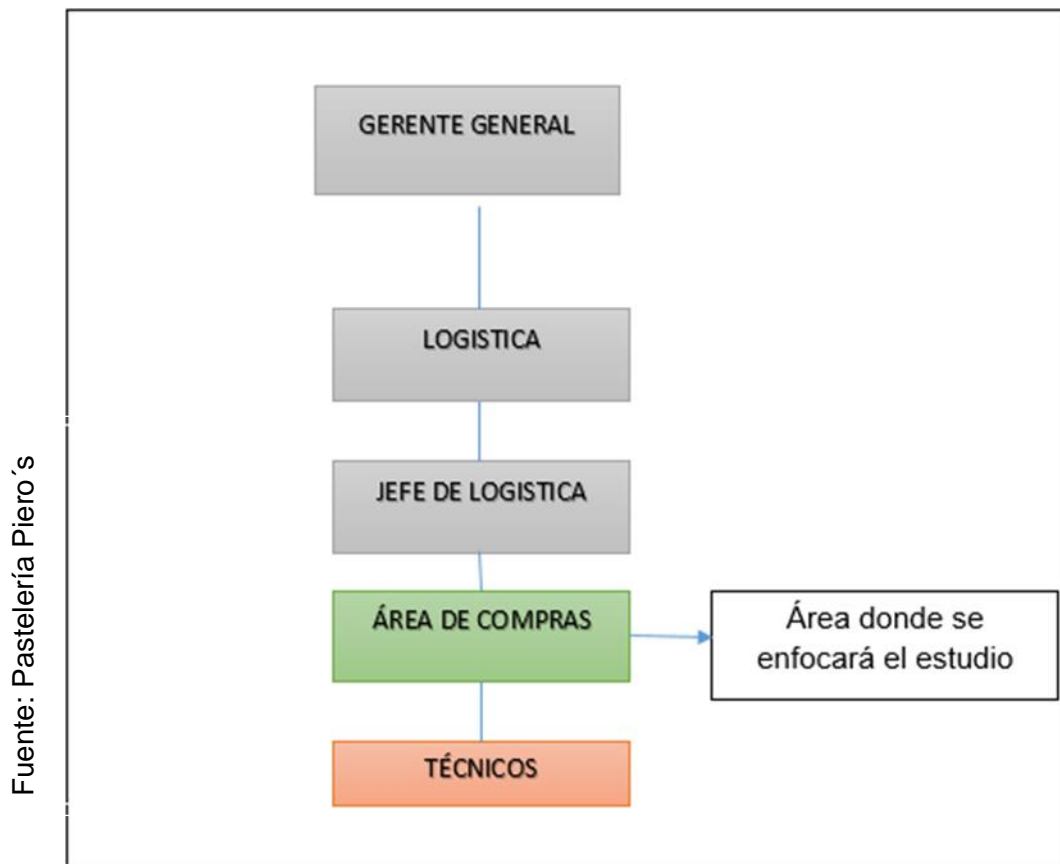 GERENTE GENERAL
LOGISTICA
JEFE DE LOGISTICA
ÁREA DE COMPRAS
Área donde se
enfocará el estudio
TÉCNICOS
Fuente: Pastelería Piero´s